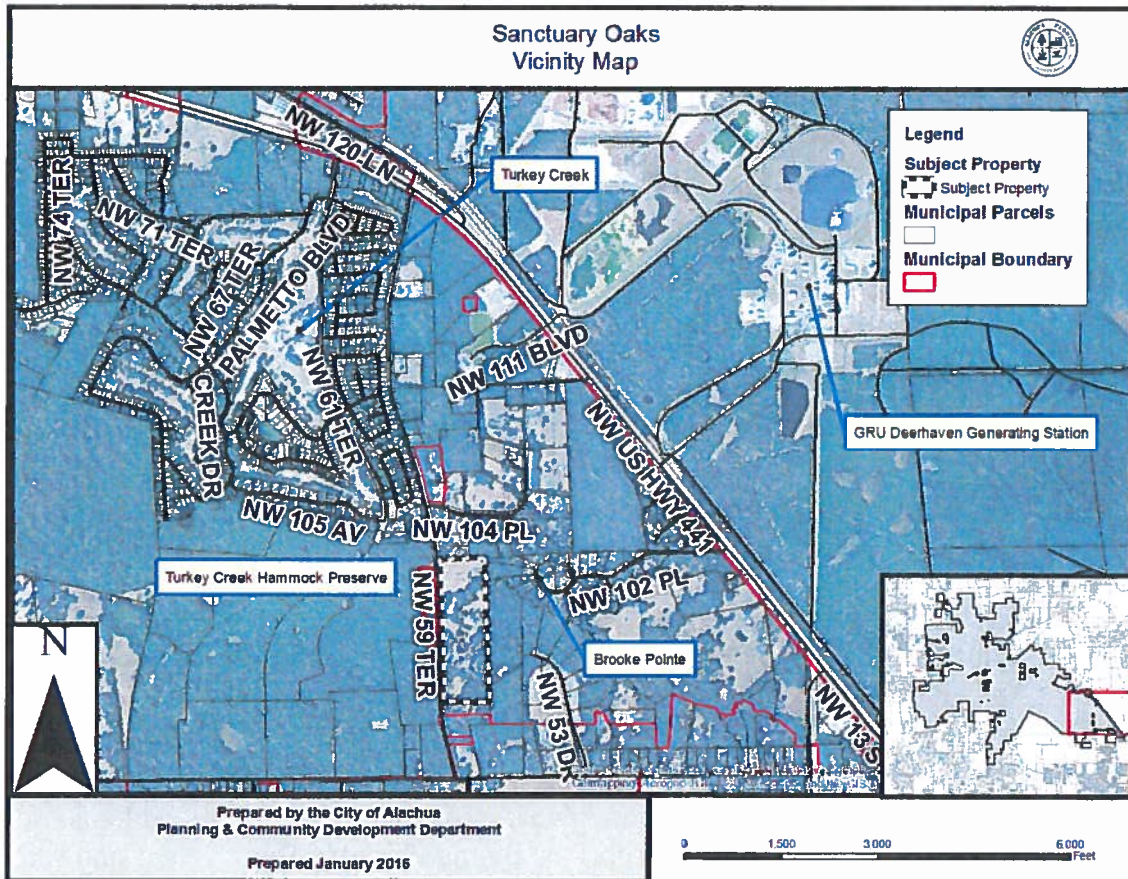 Sanctuary Oaks
Vicinity Map
Legend
Subject Property
Subject Property
Municipal Parcels
Municipal Boundary
NW 120 LN
Turkey Creek
NW 74 TER
NW 71 TER
NW 67 TER
PALMETTO BLVD
NW 61 TER
CREEK DR
NW 111 BLVD
NW US HWY 441
GRU Deerhaven Generating Station
NW 105 AV
NW 104 PL
Turkey Creek Hammock Preserve
NW 59 TER
NW 102 PL
Brooke Pointe
NW 53 DR
NW 13 S
N
Prepared by the City of Alachua
Planning & Community Development Department
Prepared January 2016
0 1,500 3,000 6,000
Feet